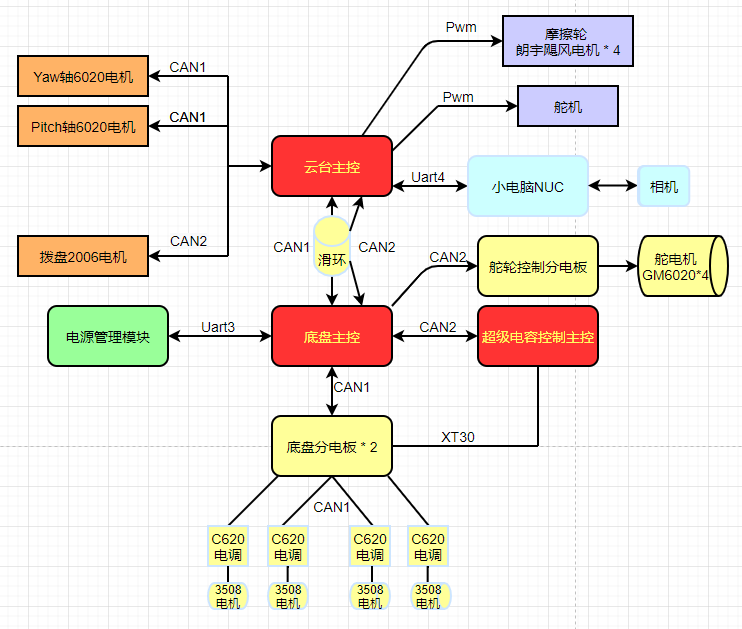 Pwm
摩擦轮
朗宇飓风电机 * 4
Yaw轴6020电机
CAN1
Pwm
舵机
Pitch轴6020电机
CAN1
云台主控
Uart4
小电脑NUC
相机
拨盘2006电机
CAN2
CAN1
滑环
CAN2
CAN2
舵轮控制分电板
舵电机
GM6020*4
电源管理模块
Uart3
底盘主控
CAN2
超级电容控制主控
CAN1
底盘分电板 * 2
XT30
CAN1
C620
电调
C620
电调
C620
电调
C620
电调
3508
电机
3508
电机
3508
电机
3508
电机